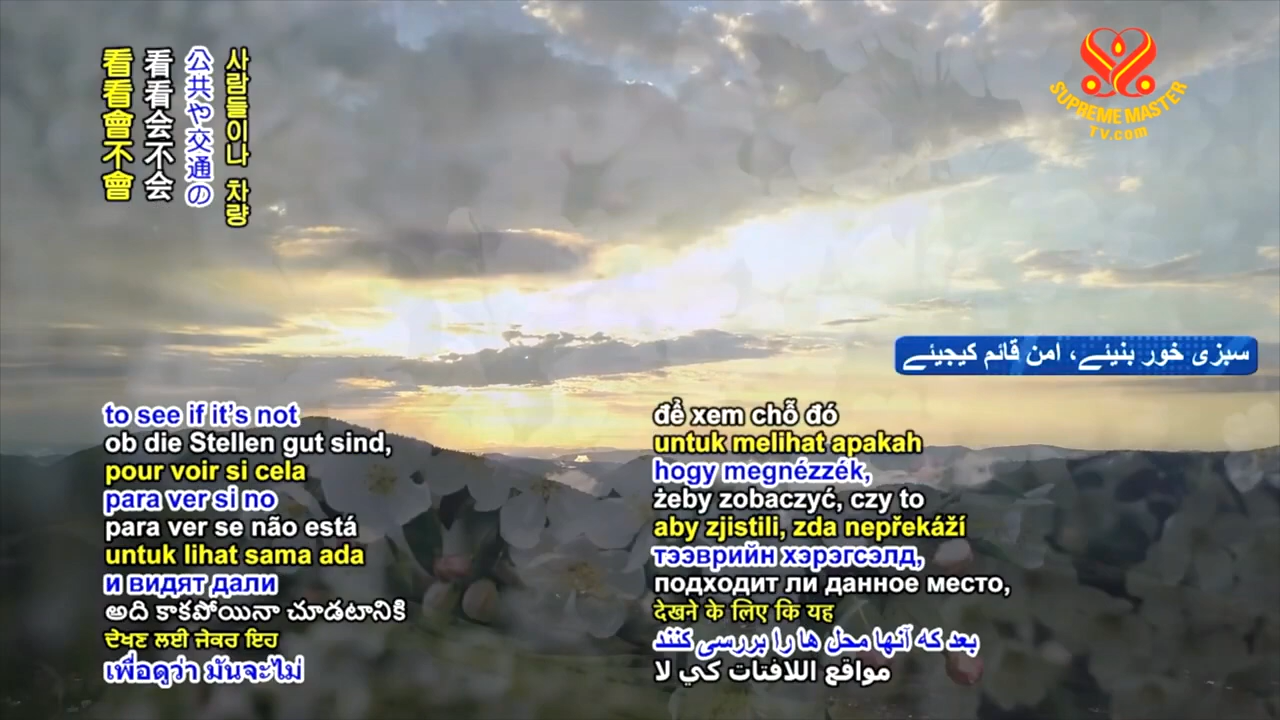 사람들이나 차량
公共や交通の
看看会不会
看看會不會
SUPREME MASTER
TV.com
سبزی خور بنیئے، امن قائم کیجیئے
to see if it's not
ob die Stellen gut sind,
pour voir si cela
para ver si no
para ver se não está
untuk lihat sama ada
и видят дали
అది కాకపోయినా చూడటానికి
ਦੇਖਣ ਲਈ ਜੇਕਰ ਇਹ
เพื่อดูว่า มันจะไม่
để xem chỗ đó
untuk melihat apakah
hogy megnézzék,
żeby zobaczyć, czy to
aby zjistili, zda nepřekáží
тээврийн хэрэгсэлд,
подходит ли данное место,
देखने के लिए कि यह
بعد که آنها محل ها را بررسی کنند
مواقع اللافتات كي لا